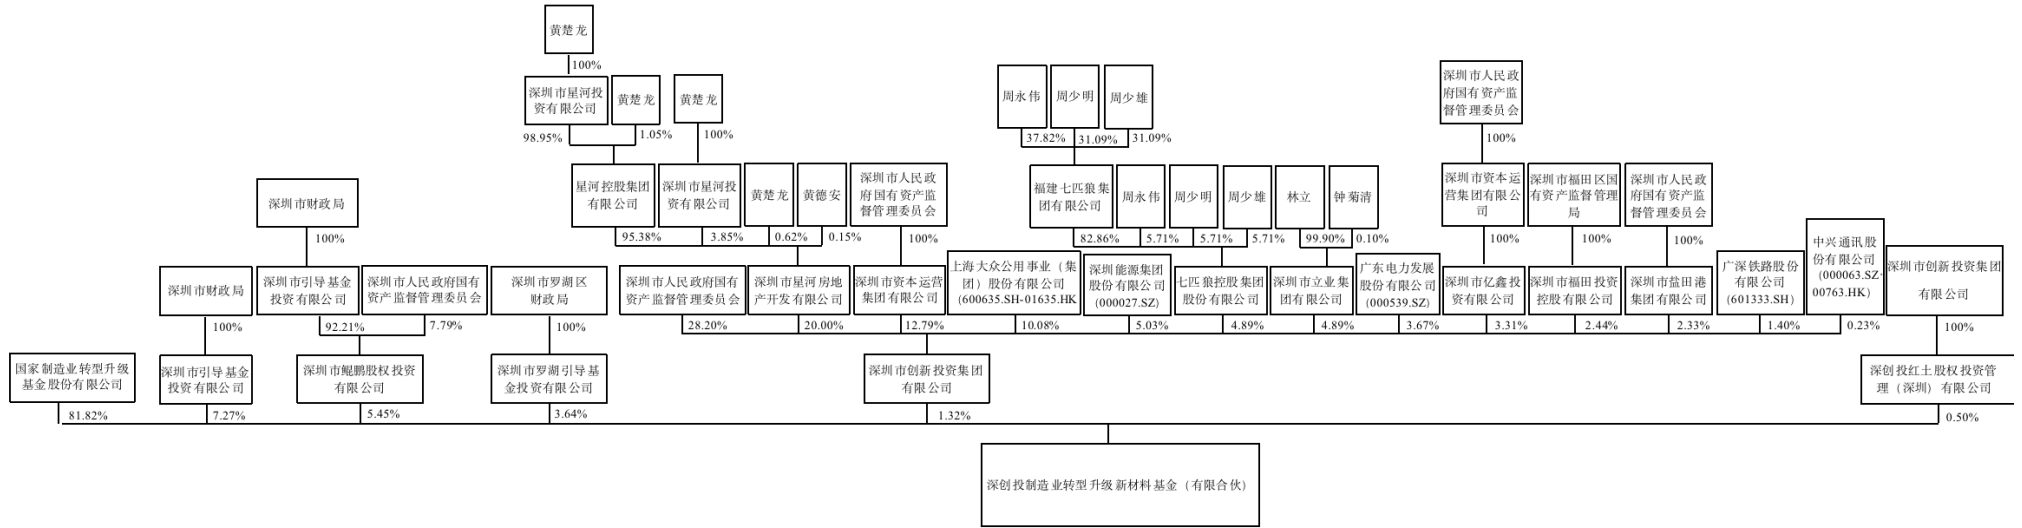 黄楚龙
100%
深圳市星河投
资有限公司
黄楚龙
黄楚龙
98.95%
1.05%
100%
周永伟
周少明
周少雄
37.82%
31.09%
31.09%
深圳市人民政
府国有资产监
督管理委员会
100%
深圳市财政局
100%
星河控股集团
有限公司
深圳市星河投
资有限公司
黄楚龙
黄德安
深圳市人民政
府国有资产监
督管理委员会
95.38%
3.85%
0.62%
0.15%
100%
福建七匹狼集
团有限公司
周永伟
周少明
周少雄
林立
钟菊清
82.86%
5.71%
5.71%
5.71%
99.90%
0.10%
深圳市资本运
营集团有限公
司
深圳市福田区国
有资产监督管理
局
深圳市人民政
府国有资产监
督管理委员会
100%
100%
100%
深圳市财政局
100%
深圳市引导基金
投资有限公司
深圳市人民政府国有
资产监督管理委员会
92.21%
7.79%
深圳市罗湖区
财政局
100%
深圳市人民政府国有
资产监督管理委员会
28.20%
深圳市星河房地
产开发有限公司
20.00%
深圳市资本运营
集团有限公司
12.79%
上海大众公用事业（集
团）股份有限公司
(600635.SH-01635.HK
10.08%
深圳能源集团
股份有限公司
(000027.SZ)
5.03%
七匹狼控股集团
股份有限公司
4.89%
深圳市立业集
团有限公司
4.89%
广东电力发展
股份有限公司
(000539.SZ)
3.67%
深圳市亿鑫投
资有限公司
3.31%
深圳市福田投资
控股有限公司
2.44%
深圳市盐田港
集团有限公司
2.33%
广深铁路股份
有限公司
(601333.SH)
1.40%
中兴通讯股
份有限公司
(000063.SZ-
00763.HK)
0.23%
深圳市创新投资集团
有限公司
100%
国家制造业转型升级
基金股份有限公司
81.82%
深圳市引导基金
投资有限公司
7.27%
深圳市鲲鹏股权投资
有限公司
5.45%
深圳市罗湖引导基
金投资有限公司
3.64%
深圳市创新投资集团
有限公司
1.32%
深创投红土股权投资管
理（深圳）有限公司
0.50%
深创投制造业转型升级新材料基金（有限合伙）